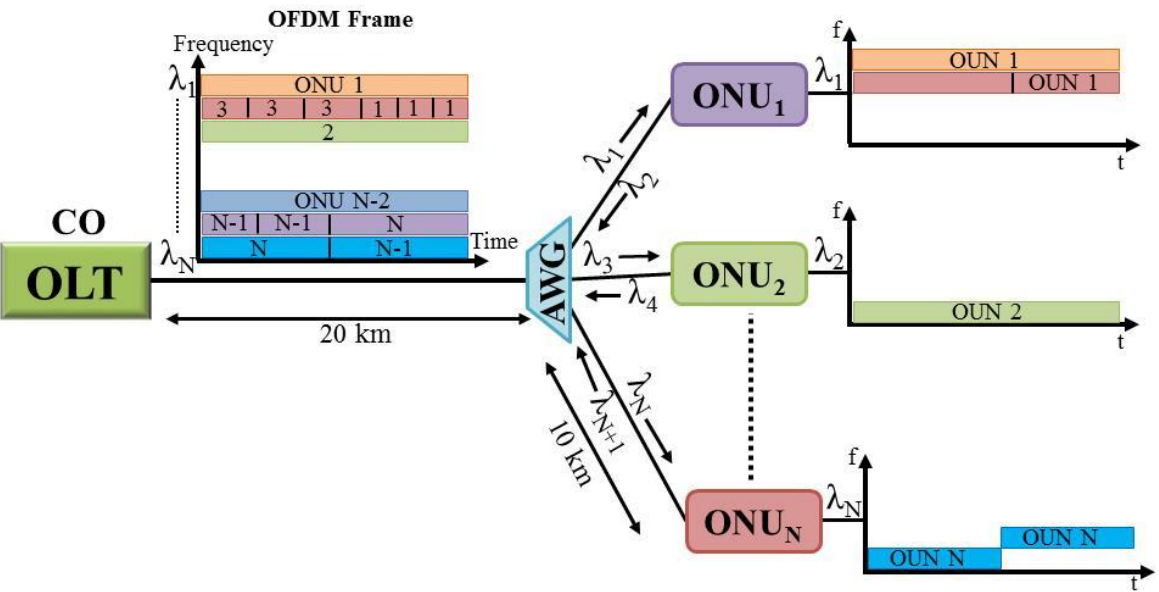 OFDM Frame
Frequency
λ1
ONU 1
3 3 3 1 1 1
2
ONU N-2
N-1 N-1 N
N N-1
Time
λN
CO
OLT
20 km
AWG
λ1
λ2
λ3
λ4
λN
λN+1
10 km
ONU1
λ1
f
OUN 1
OUN 1
t
ONU2
λ2
f
OUN 2
t
ONUN
λN
f
OUN N
OUN N
t